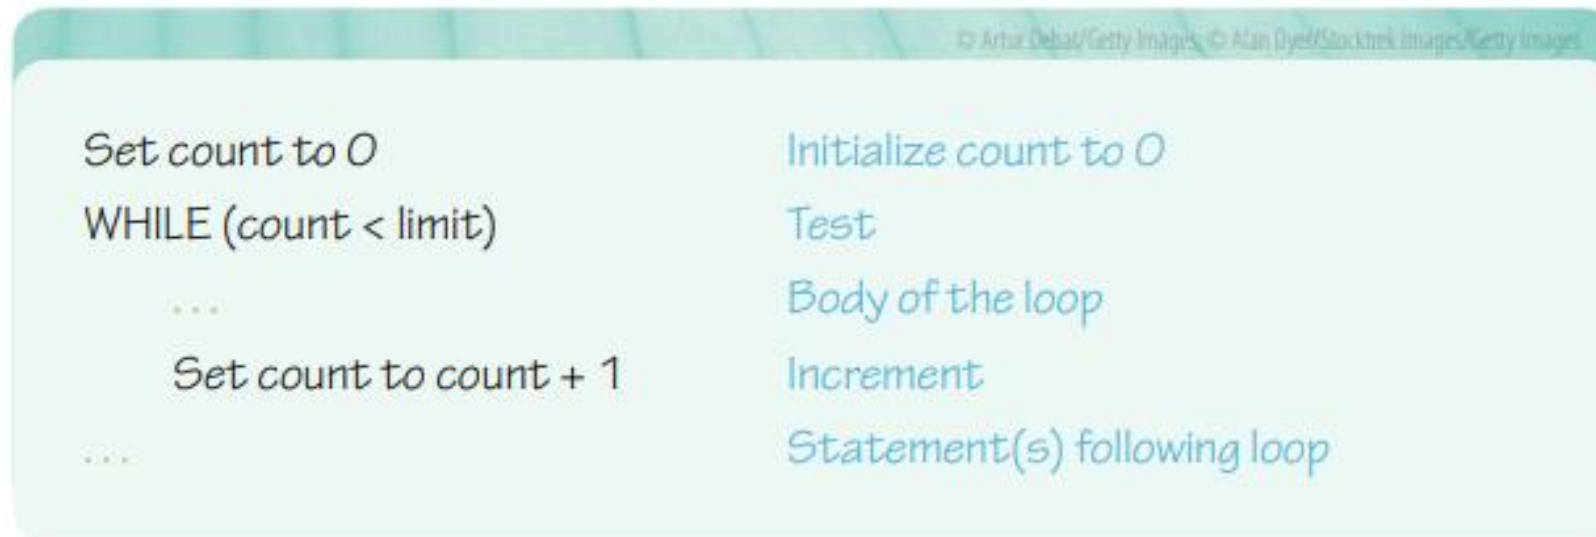 © Artur Debat/Getty Images; © Alan Dyer/Stocktrek Images/Getty Images
Set count to 0 Initialize count to 0
WHILE (count < limit) Test
... Body of the loop
Set count to count + 1 Increment
... Statement(s) following loop